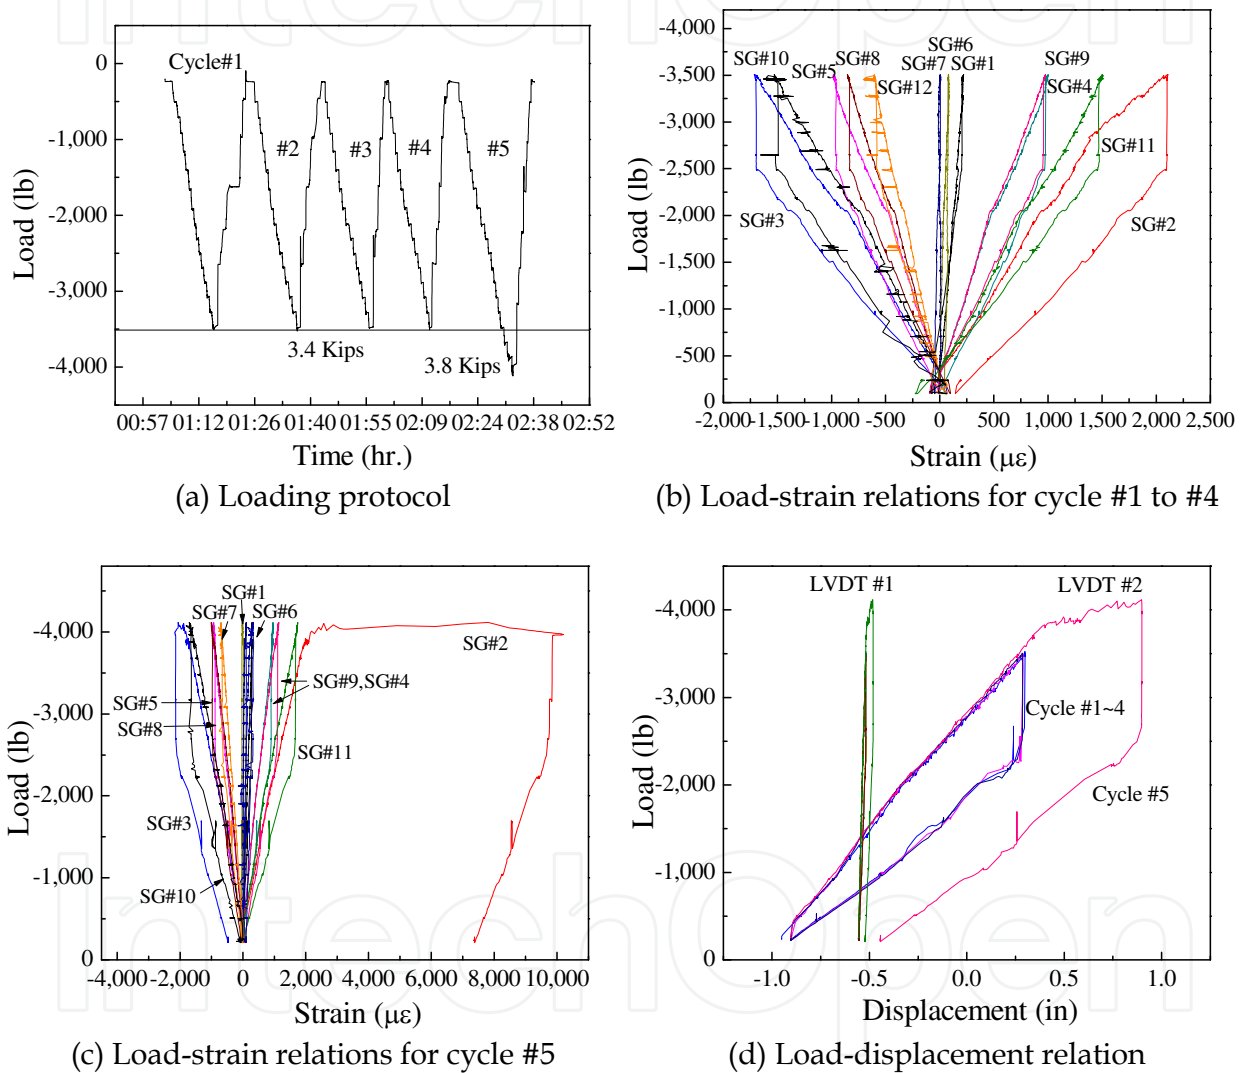 0
-1,000
-2,000
-3,000
-4,000
Load (lb)
Cycle#1
#2
#3
#4
#5
3.4 Kips
3.8 Kips
00:57 01:12 01:26 01:40 01:55 02:09 02:24 02:38 02:52
Time (hr.)
(a) Loading protocol
-4,000
-3,500
-3,000
-2,500
-2,000
-1,500
-1,000
-500
0
Load (lb)
SG#6
SG#10
SG#5
SG#8
SG#7
SG#1
SG#9
SG#12
SG#4
SG#11
SG#3
SG#2
-2,000 -1,500 -1,000 -500 0 500 1,000 1,500 2,000 2,500
Strain (με)
(b) Load-strain relations for cycle #1 to #4
-4,000
-3,000
-2,000
-1,000
0
Load (lb)
SG#1
SG#7
SG#6
SG#2
SG#9,SG#4
SG#5
SG#8
SG#11
SG#3
SG#10
-4,000 -2,000 0 2,000 4,000 6,000 8,000 10,000
Strain (με)
(c) Load-strain relations for cycle #5
-4,000
-3,000
-2,000
-1,000
0
Load (lb)
LVDT #1
LVDT #2
Cycle #1~4
Cycle #5
-1.0 -0.5 0.0 0.5 1.0
Displacement (in)
(d) Load-displacement relation
intechopen
intechopen